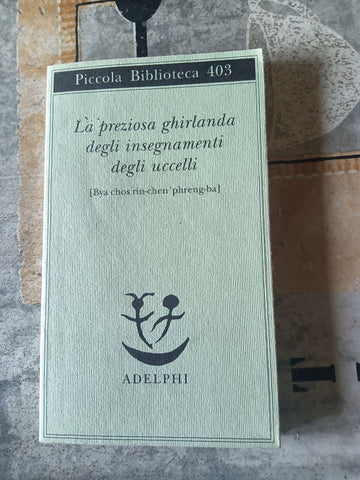 Piccola Biblioteca 403
La preziosa ghirlanda
degli insegnamenti
degli uccelli
[Bya chos rin-chen 'phreng-ba]
ADELPHI
T